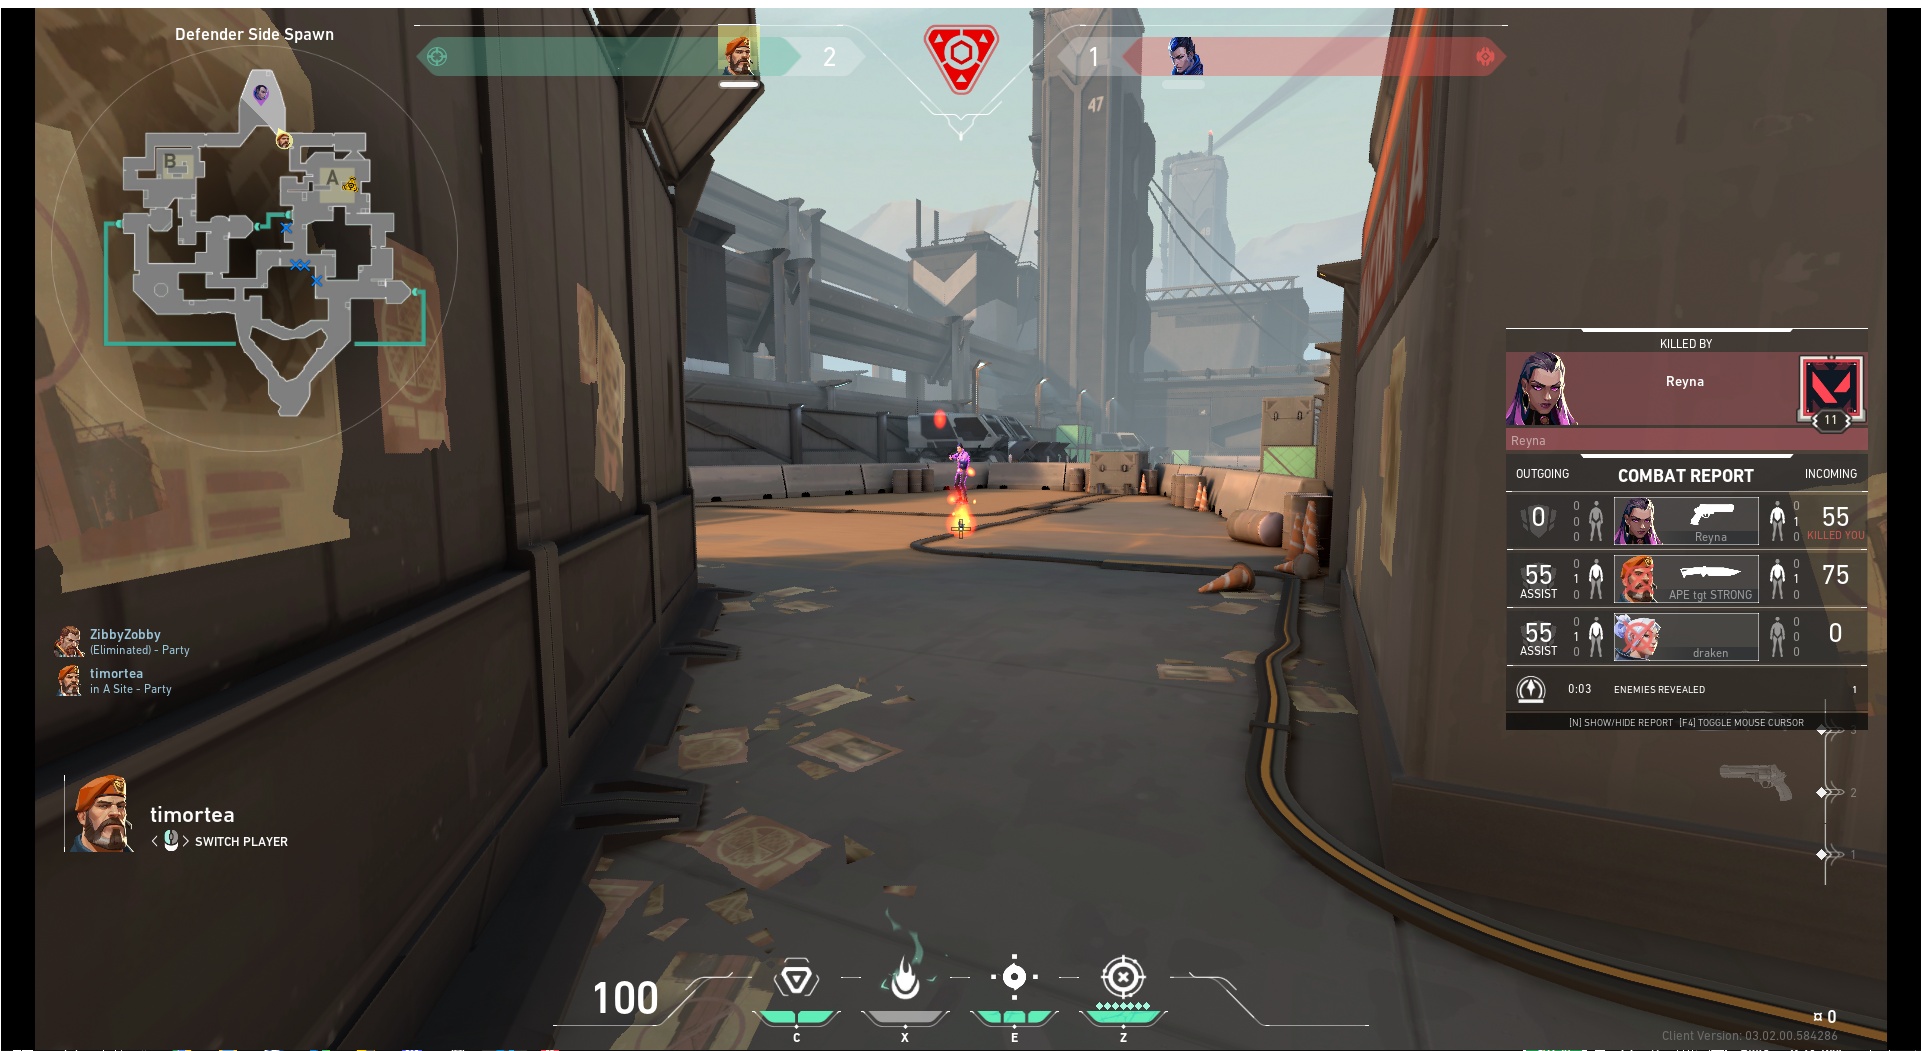 Defender Side Spawn
2
1
47
B
A
A
KILLED BY
Reyna
11
Reyna
OUTGOING COMBAT REPORT INCOMING
0 0 0 0 Reyna 0 1 0 55 KILLED YOU
55 ASSIST 0 1 0 APE tgt STRONG 0 1 0 75
55 ASSIST 0 1 0 draken 0 0 0 0
0:03 ENEMIES REVEALED 1
[N] SHOW/HIDE REPORT [F4] TOGGLE MOUSE CURSOR
ZibbyZobby
(Eliminated) - Party
timortea
in A Site - Party
3
2
1
timortea
< > SWITCH PLAYER
100
C X E Z
¤ 0
Client Version: 03.02.00.584286